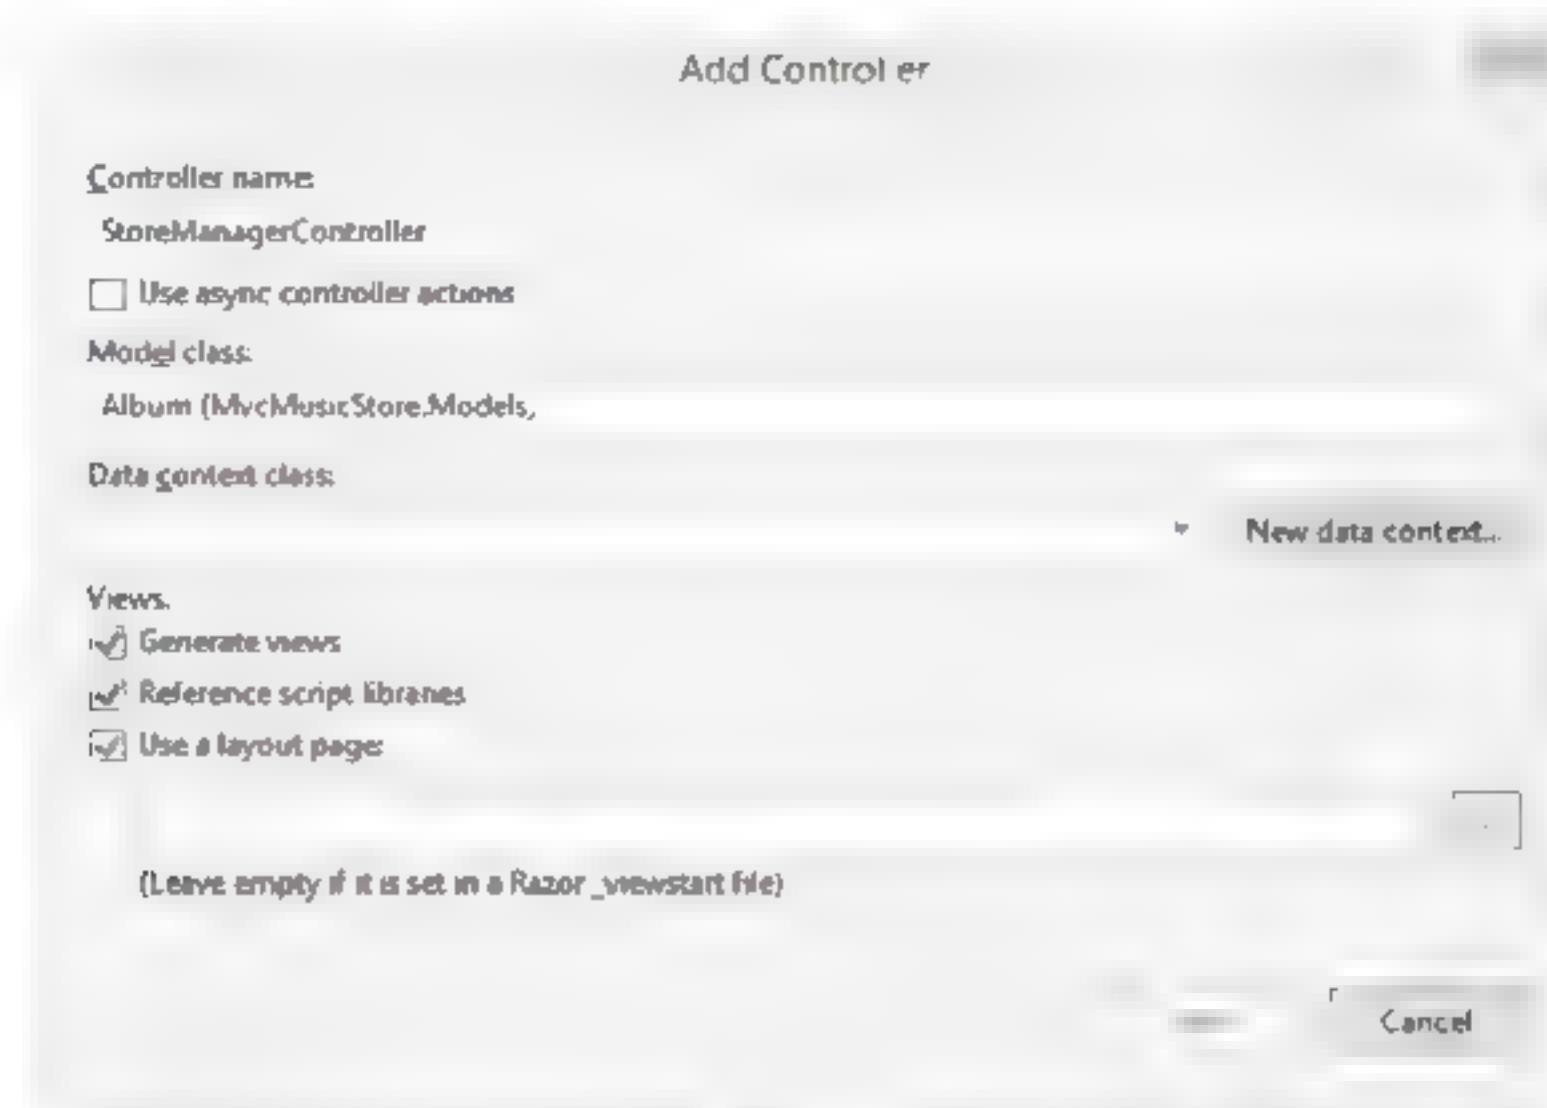 Add Controller
Controller name:
StoreManagerController
Use async controller actions
Model class:
Album (MvcMusicStore.Models)
Data context class:
New data context...
Views:
Generate views
Reference script libraries
Use a layout page:
(Leave empty if it is set in a Razor _viewstart file)
Cancel